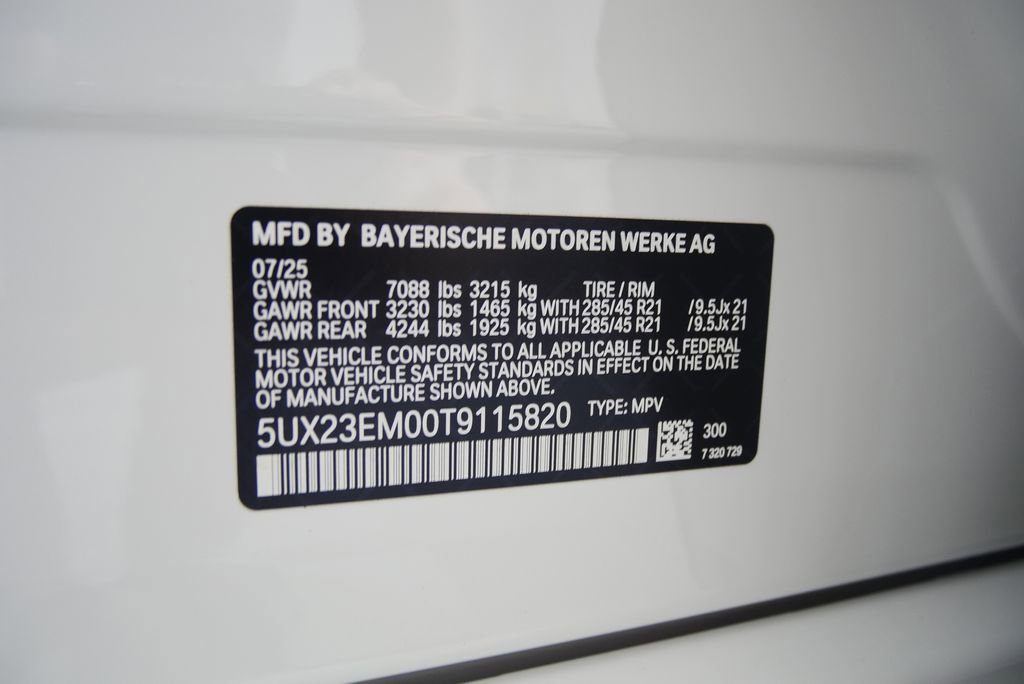 MFD BY BAYERISCHE MOTOREN WERKE AG
07/25
GVWR 7088 lbs 3215 kg TIRE / RIM
GAWR FRONT 3230 lbs 1465 kg WITH 285/45 R21 /9.5Jx21
GAWR REAR 4244 lbs 1925 kg WITH 285/45 R21 /9.5Jx21
THIS VEHICLE CONFORMS TO ALL APPLICABLE U. S. FEDERAL
MOTOR VEHICLE SAFETY STANDARDS IN EFFECT ON THE DATE
OF MANUFACTURE SHOWN ABOVE.
5UX23EM00T9115820 TYPE: MPV
300
7 320 729